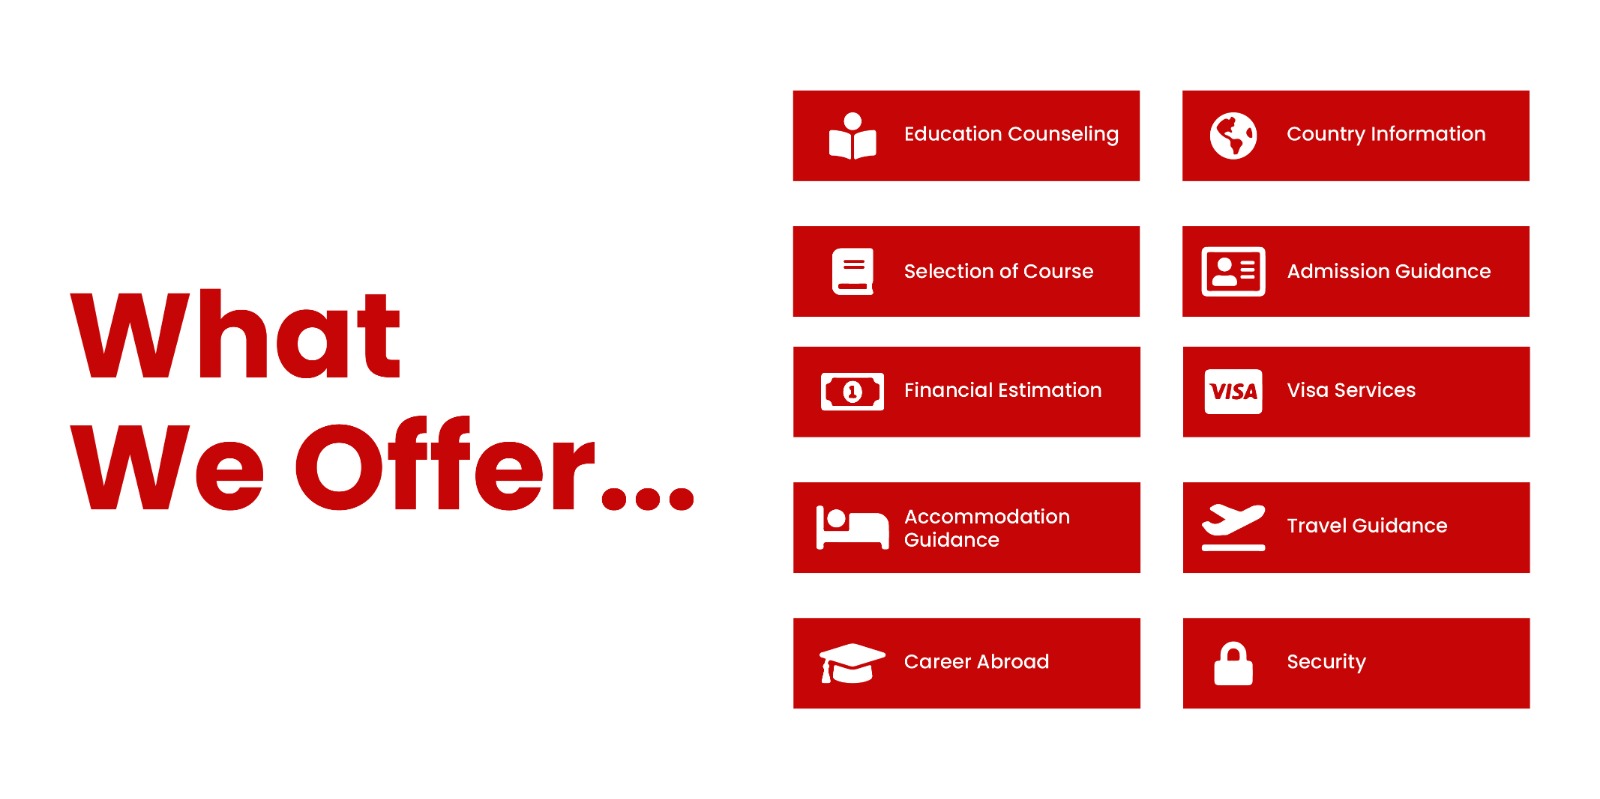 What
We Offer...
Education Counseling
Country Information
Selection of Course
Admission Guidance
1
Financial Estimation
VISA
Visa Services
Accommodation
Guidance
Travel Guidance
Career Abroad
Security